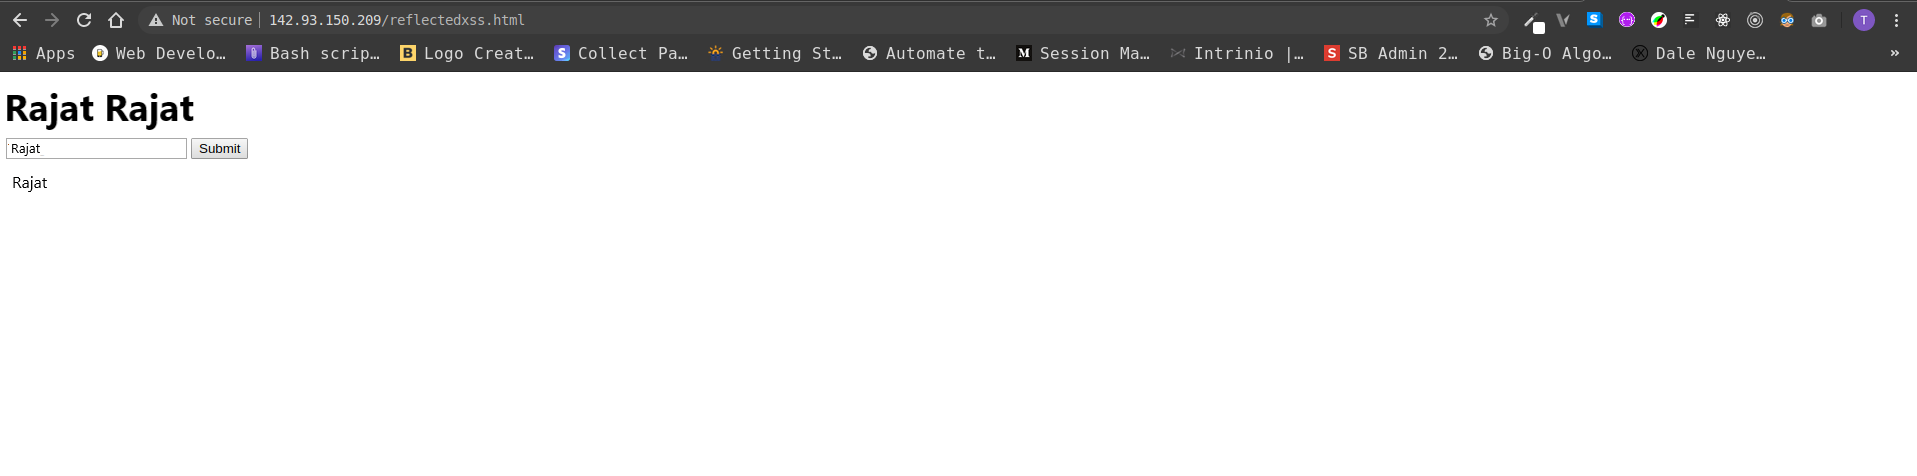 Not secure 142.93.150.209/reflectedxss.html T
Apps Web Develo... Bash scrip... Logo Creat... Collect Pa... Getting St... Automate t... Session Ma... Intrinio |... SB Admin 2... Big-O Algo... Dale Nguye... »
Rajat Rajat
Rajat Submit
Rajat